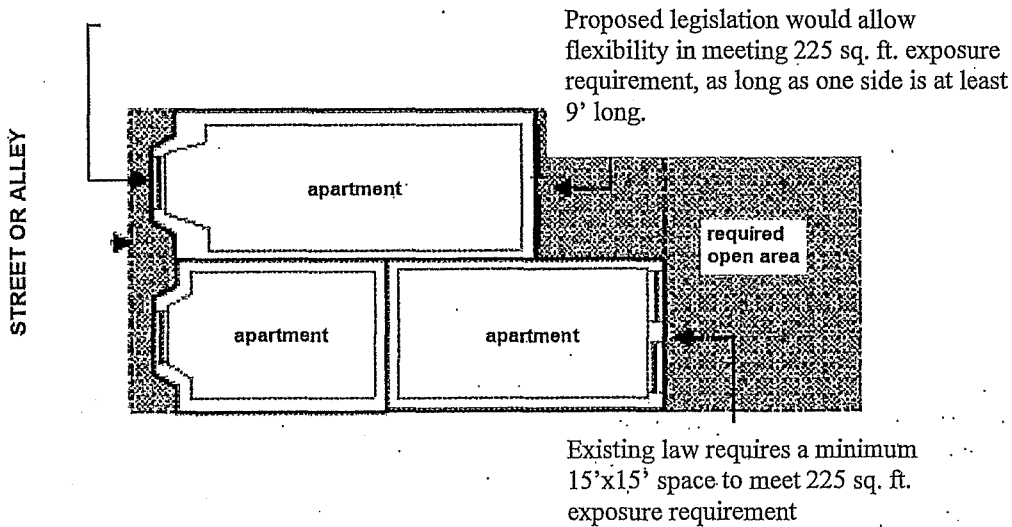 Proposed legislation would allow
flexibility in meeting 225 sq. ft. exposure
requirement, as long as one side is at least
9' long.
STREET OR ALLEY
apartment
required
open area
apartment
apartment
Existing law requires a minimum
15'x15' space to meet 225 sq. ft.
exposure requirement